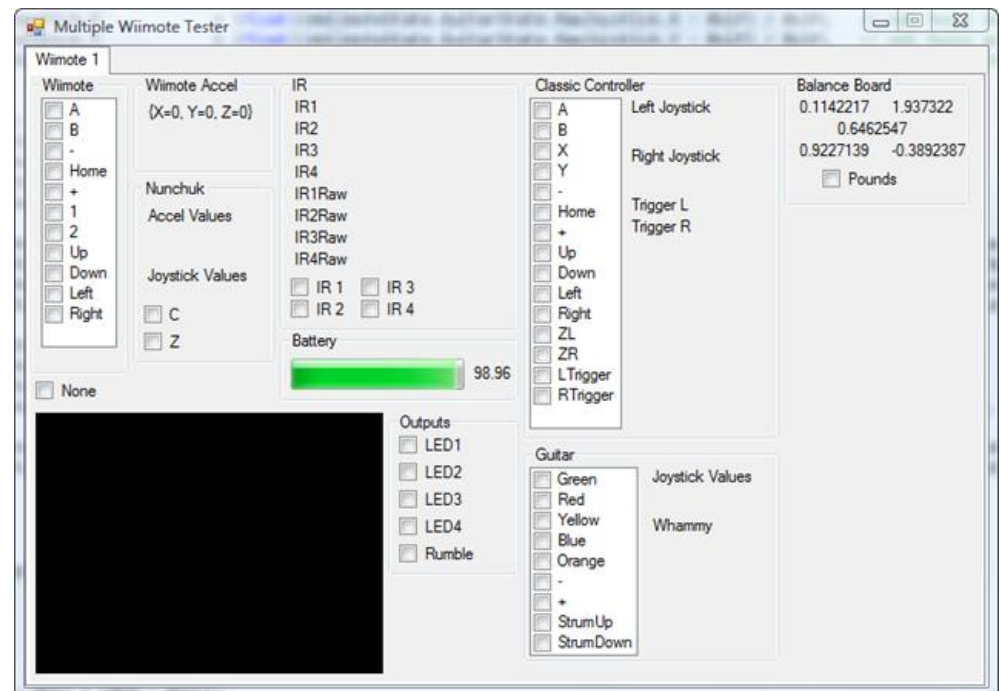 Multiple Wiimote Tester
Wiimote 1
Wiimote
A
B
-
Home
+
1
2
Up
Down
Left
Right
None
Wiimote Accel
{X=0, Y=0, Z=0}
Nunchuk
Accel Values
Joystick Values
C
Z
IR
IR1
IR2
IR3
IR4
IR1Raw
IR2Raw
IR3Raw
IR4Raw
IR 1 IR 3
IR 2 IR 4
Battery
98.96
Outputs
LED1
LED2
LED3
LED4
Rumble
Classic Controller
A
B
X
Y
-
Home
+
Up
Down
Left
Right
ZL
ZR
LTrigger
RTrigger
Left Joystick
Right Joystick
Trigger L
Trigger R
Guitar
Green
Red
Yellow
Blue
Orange
-
+
StrumUp
StrumDown
Joystick Values
Whammy
Balance Board
0.1142217 1.937322
0.6462547
0.9227139 -0.3892387
Pounds